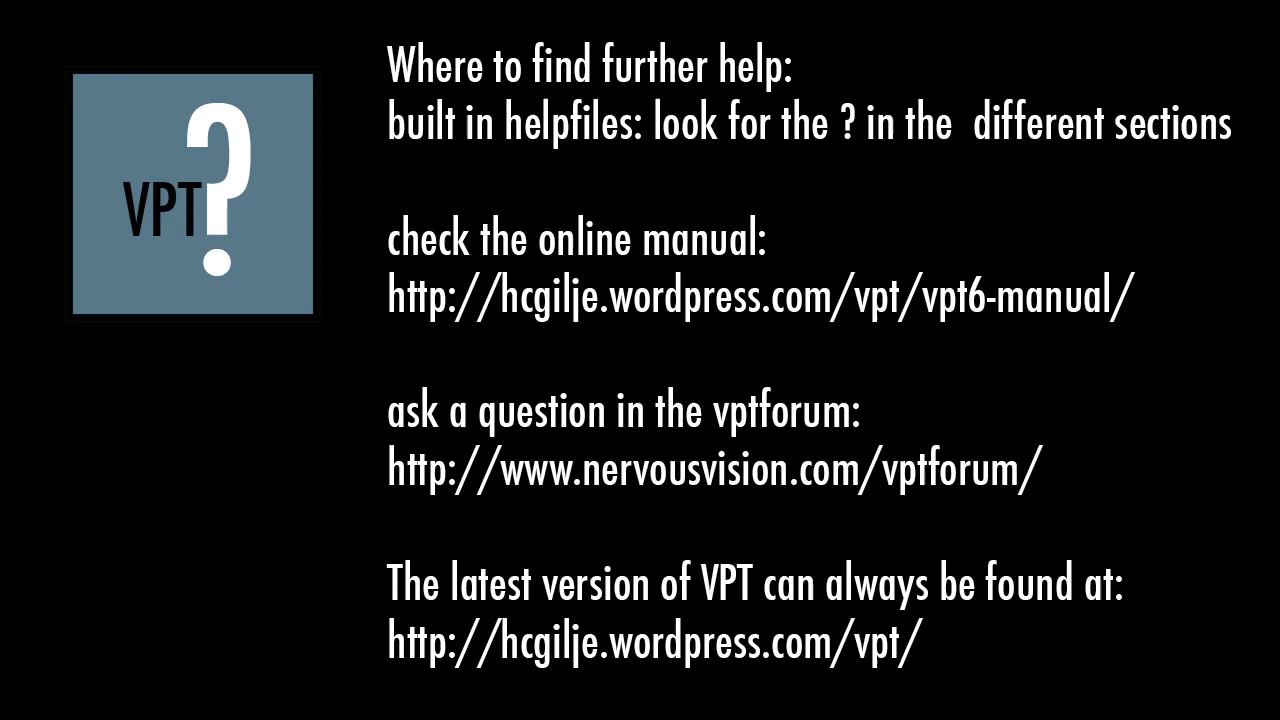 VPT?
Where to find further help:
built in helpfiles: look for the ? in the  different sections
check the online manual:
http://hcgilje.wordpress.com/vpt/vpt6-manual/
ask a question in the vptforum:
http://www.nervousvision.com/vptforum/
The latest version of VPT can always be found at:
http://hcgilje.wordpress.com/vpt/